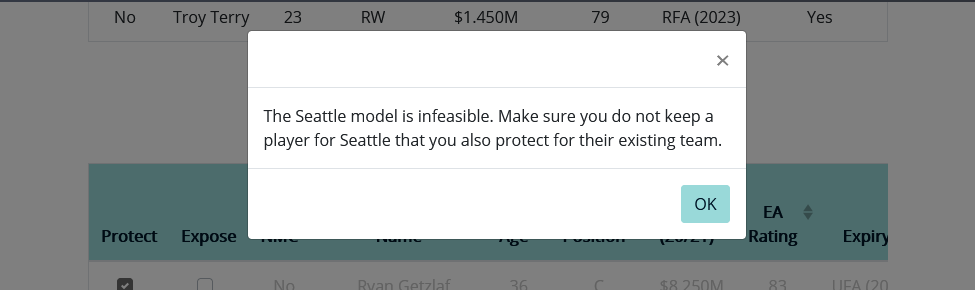 No Troy Terry 23 RW $1.450M 79 RFA (2023) Yes
×
The Seattle model is infeasible. Make sure you do not keep a
player for Seattle that you also protect for their existing team.
OK
EA
Protect Expose NMC Name Age Position (20/21) Rating Expiry
No Ryan Getzlaf 36 C $8.250M 83 UFA (20